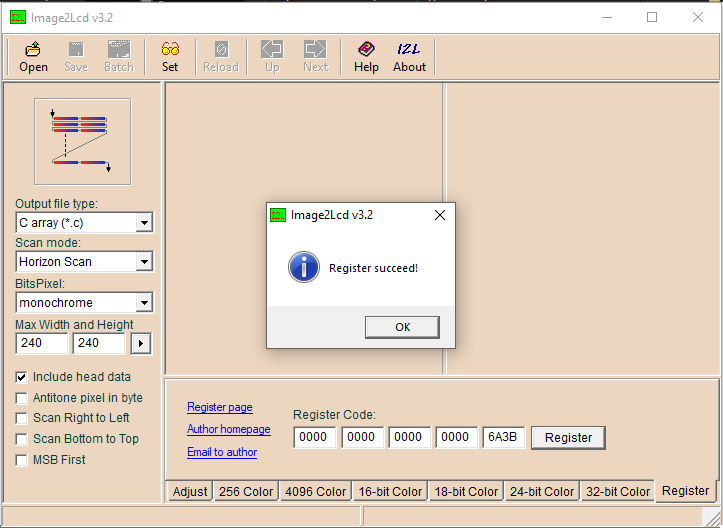 I2L Image2Lcd v3.2
Open Save Batch Set Reload Up Next I2L Help About
Output file type:
C array (*.c)
Scan mode:
Horizon Scan
BitsPixel:
monochrome
Max Width and Height
240 240
Include head data
Antitone pixel in byte
Scan Right to Left
Scan Bottom to Top
MSB First
I2L Image2Lcd v3.2
Register succeed!
OK
Register page
Author homepage
Email to author
Register Code:
0000 0000 0000 0000 6A3B Register
Adjust 256 Color 4096 Color 16-bit Color 18-bit Color 24-bit Color 32-bit Color Register